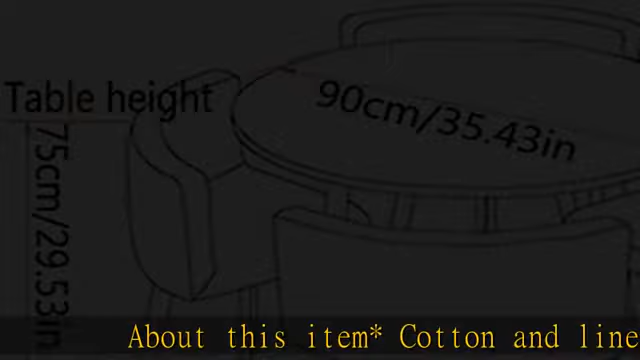 Table height
90cm/35.43in
75cm/29.53in
About this item* Cotton and line